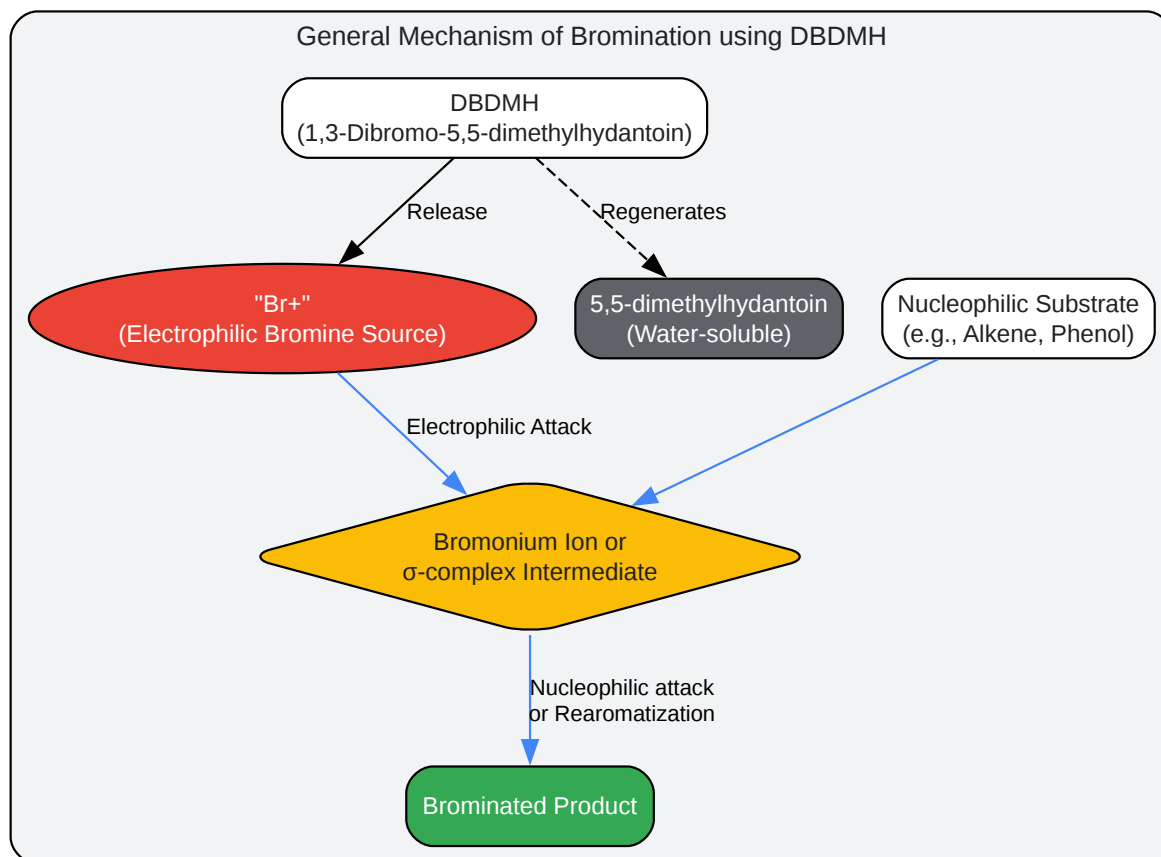 General Mechanism of Bromination using DBDMH
DBDMH
(1,3-Dibromo-5,5-dimethylhydantoin)
Release
Regenerates
"Br+"
(Electrophilic Bromine Source)
5,5-dimethylhydantoin
(Water-soluble)
Nucleophilic Substrate
(e.g., Alkene, Phenol)
Electrophilic Attack
Bromonium Ion or
σ-complex Intermediate
Nucleophilic attack
or Rearomatization
Brominated Product